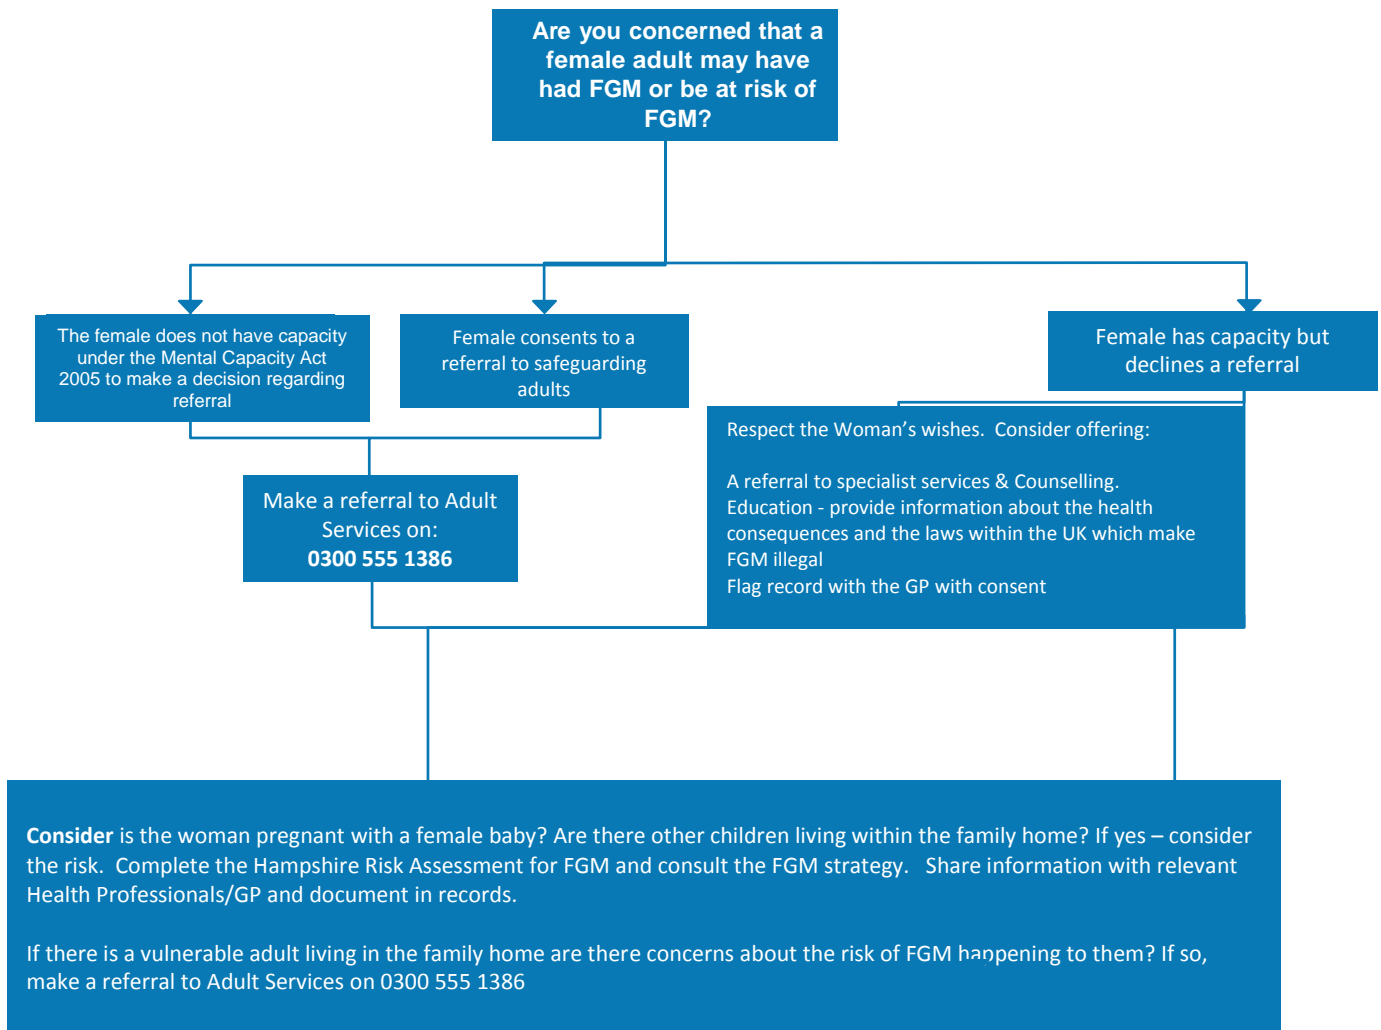 Are you concerned that a
female adult may have
had FGM or be at risk of
FGM?
The female does not have capacity
under the Mental Capacity Act
2005 to make a decision regarding
referral
Female consents to a
referral to safeguarding
adults
Female has capacity but
declines a referral
Make a referral to Adult
Services on:
0300 555 1386
Respect the Woman’s wishes.  Consider offering:
A referral to specialist services & Counselling.
Education - provide information about the health
consequences and the laws within the UK which make
FGM illegal
Flag record with the GP with consent
Consider is the woman pregnant with a female baby? Are there other children living within the family home? If yes – consider
the risk.  Complete the Hampshire Risk Assessment for FGM and consult the FGM strategy.   Share information with relevant
Health Professionals/GP and document in records.
If there is a vulnerable adult living in the family home are there concerns about the risk of FGM happening to them? If so,
make a referral to Adult Services on 0300 555 1386